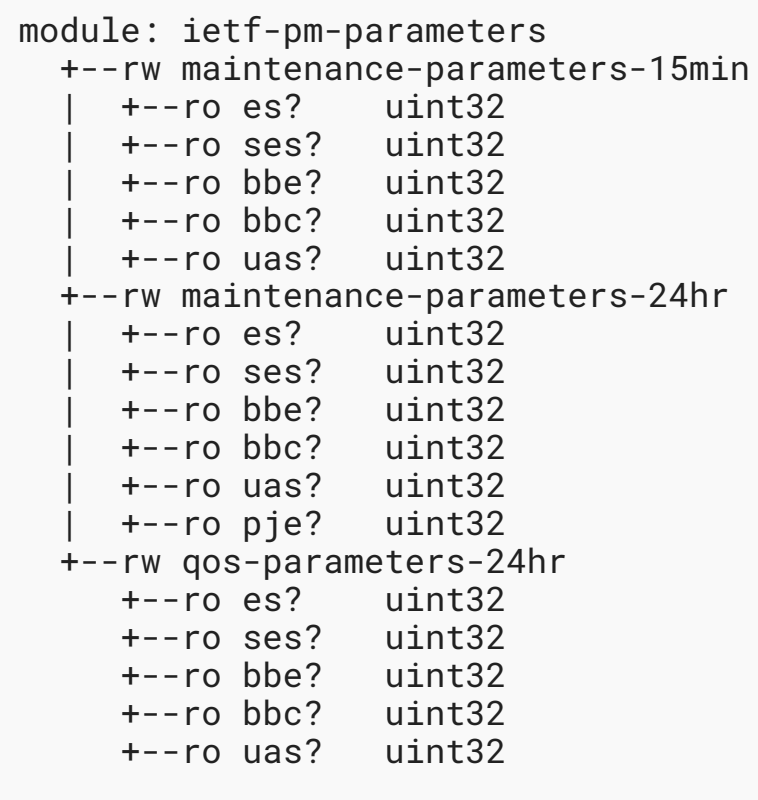 module: ietf-pm-parameters
  +--rw maintenance-parameters-15min
  |  +--ro es?    uint32
  |  +--ro ses?   uint32
  |  +--ro bbe?   uint32
  |  +--ro bbc?   uint32
  |  +--ro uas?   uint32
  +--rw maintenance-parameters-24hr
  |  +--ro es?    uint32
  |  +--ro ses?   uint32
  |  +--ro bbe?   uint32
  |  +--ro bbc?   uint32
  |  +--ro uas?   uint32
  |  +--ro pje?   uint32
  +--rw qos-parameters-24hr
     +--ro es?    uint32
     +--ro ses?   uint32
     +--ro bbe?   uint32
     +--ro bbc?   uint32
     +--ro uas?   uint32